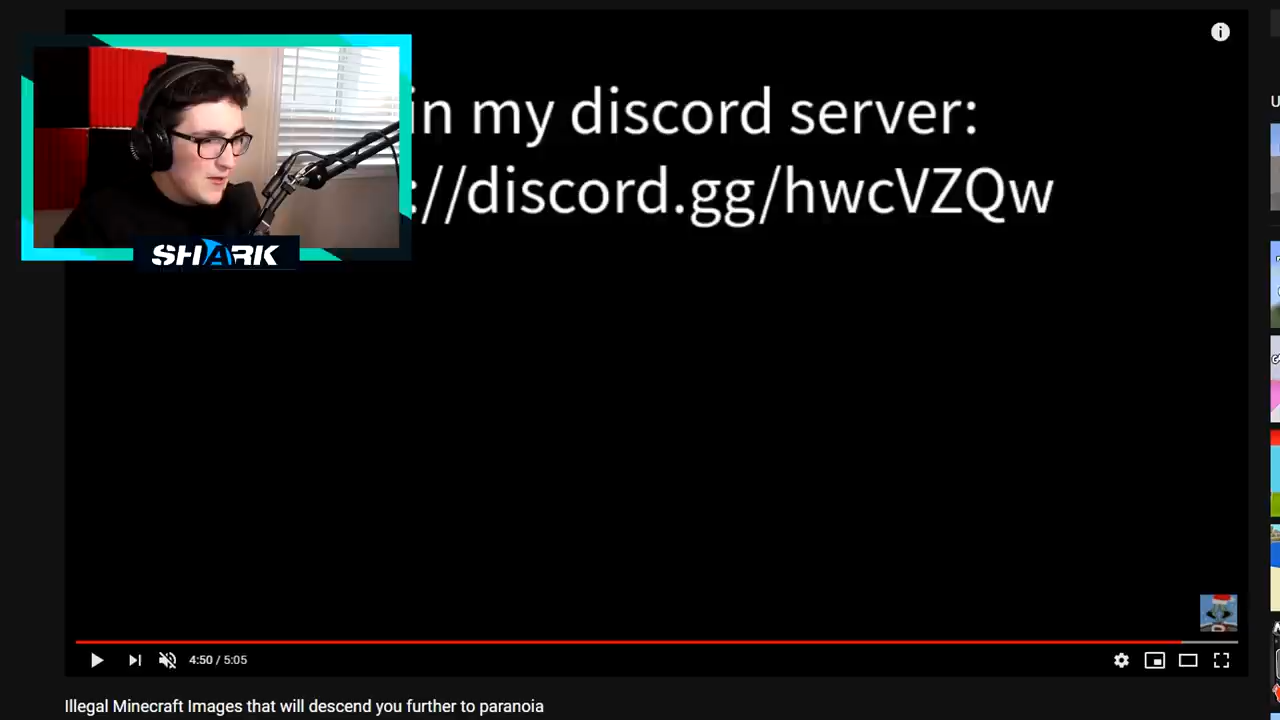 in my discord server:
://discord.gg/hwcVZQw
SHARK
4:50 / 5:05
Illegal Minecraft Images that will descend you further to paranoia